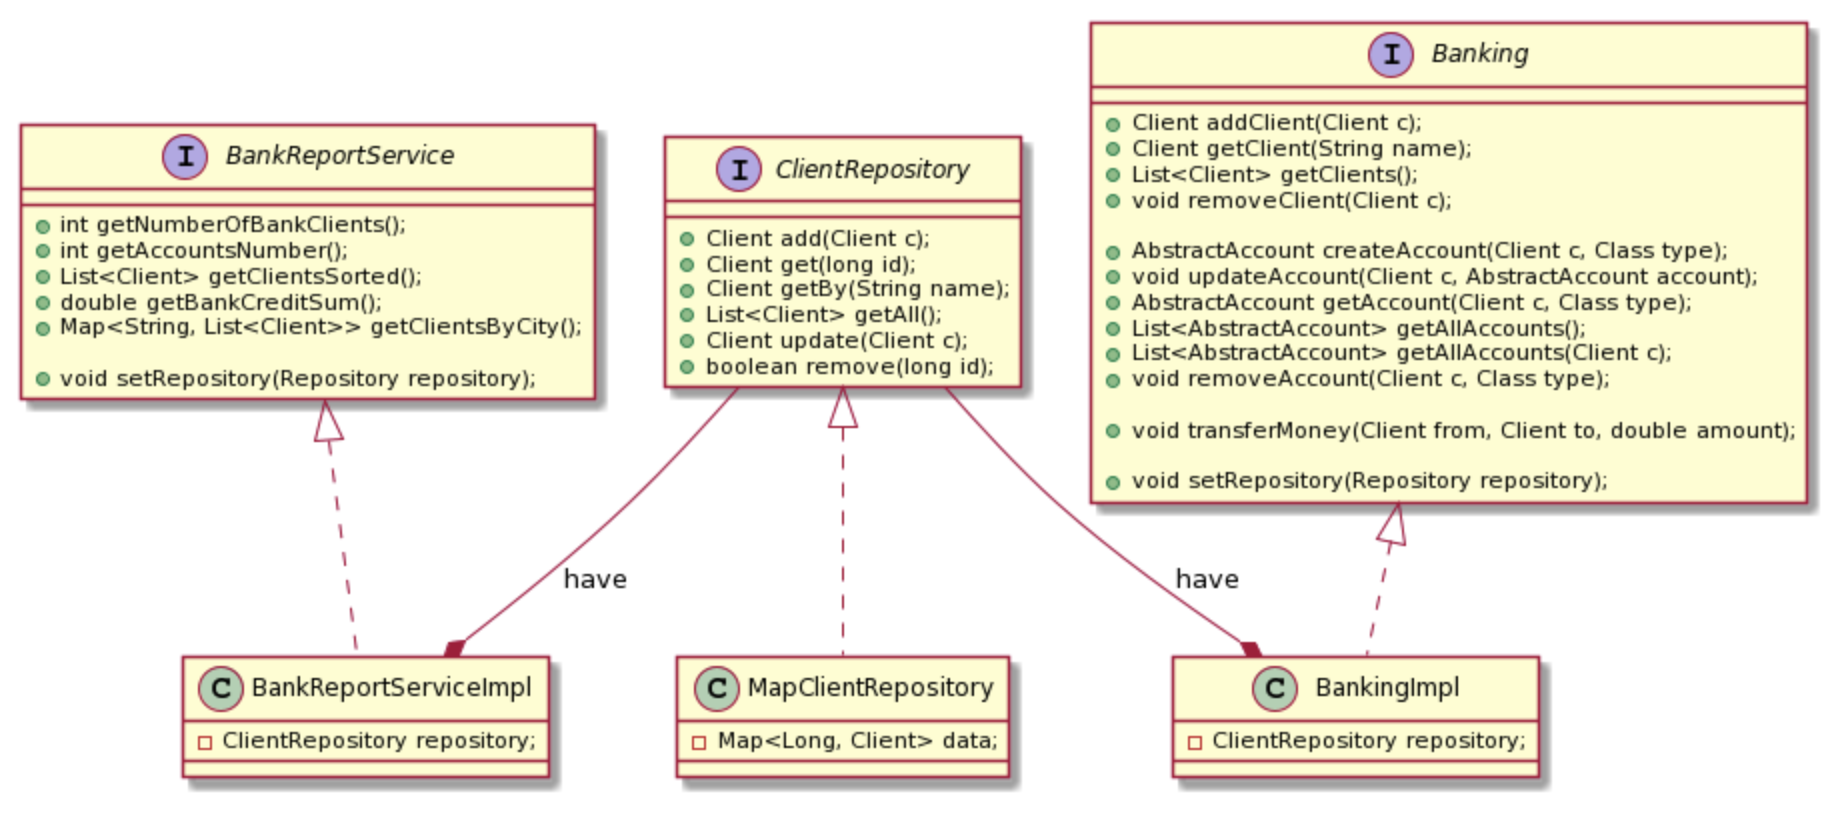 I BankReportService
int getNumberOfBankClients();
int getAccountsNumber();
List<Client> getClientsSorted();
double getBankCreditSum();
Map<String, List<Client>> getClientsByCity();
void setRepository(Repository repository);
I ClientRepository
Client add(Client c);
Client get(long id);
Client getBy(String name);
List<Client> getAll();
Client update(Client c);
boolean remove(long id);
I Banking
Client addClient(Client c);
Client getClient(String name);
List<Client> getClients();
void removeClient(Client c);
AbstractAccount createAccount(Client c, Class type);
void updateAccount(Client c, AbstractAccount account);
AbstractAccount getAccount(Client c, Class type);
List<AbstractAccount> getAllAccounts();
List<AbstractAccount> getAllAccounts(Client c);
void removeAccount(Client c, Class type);
void transferMoney(Client from, Client to, double amount);
void setRepository(Repository repository);
have
have
C BankReportServiceImpl
ClientRepository repository;
C MapClientRepository
Map<Long, Client> data;
C BankingImpl
ClientRepository repository;